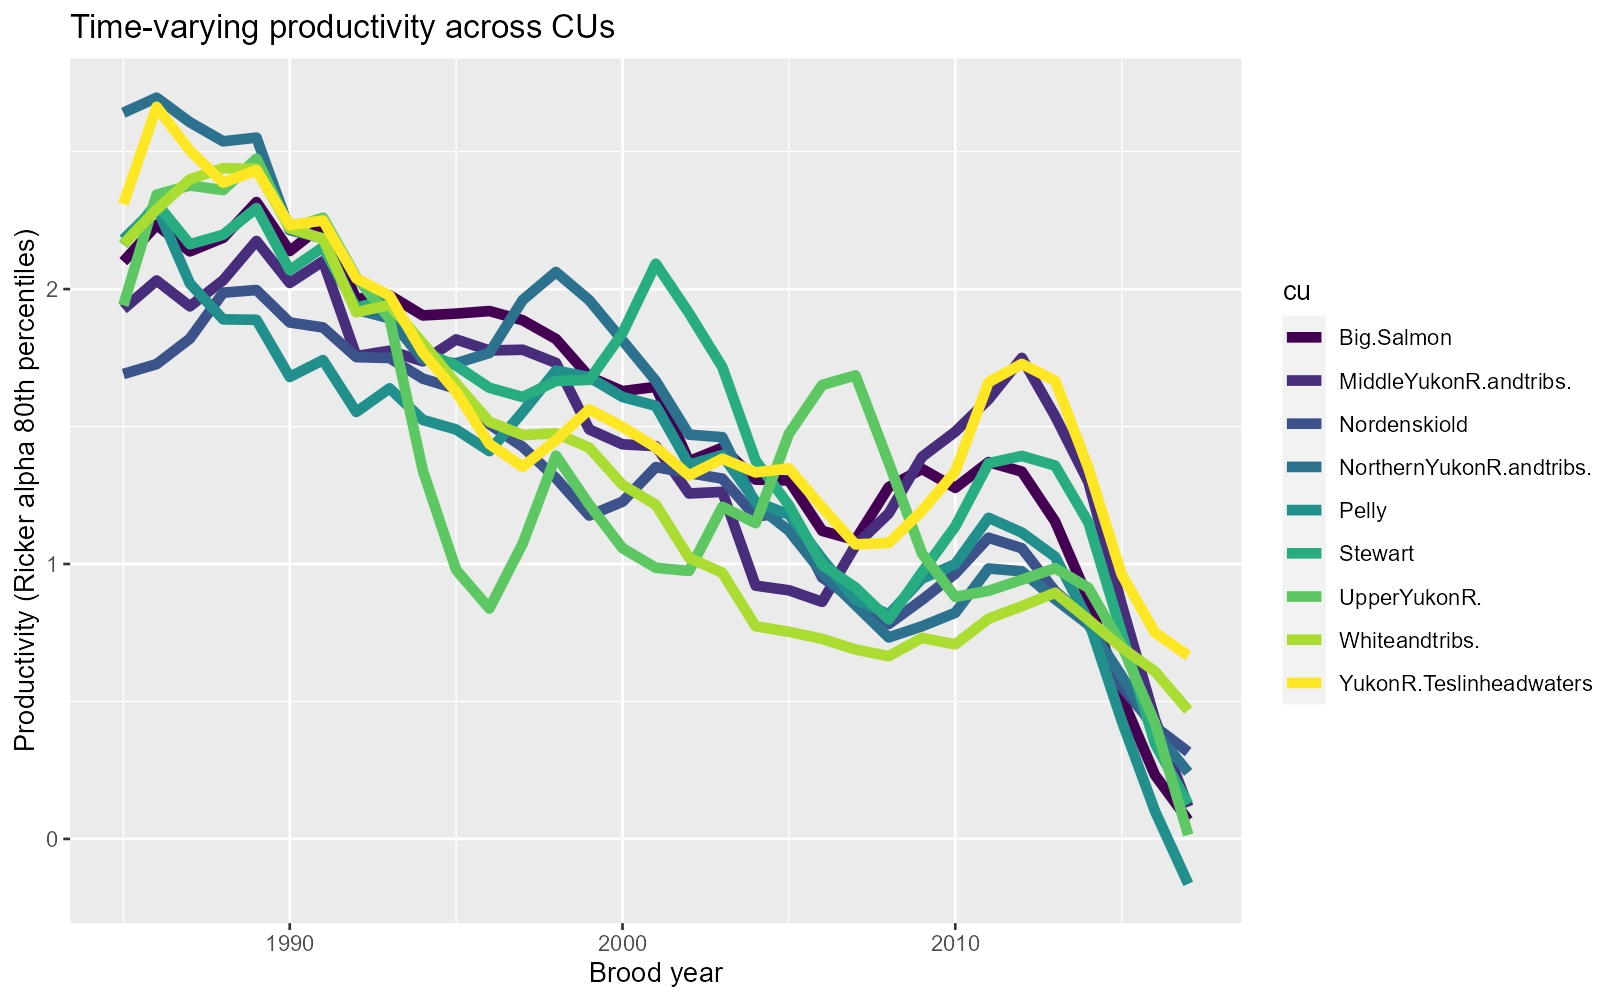 Time-varying productivity across CUs
Productivity (Ricker alpha 80th percentiles)
2
1
0
1990
2000
2010
Brood year
cu
Big.Salmon
MiddleYukonR.andtribs.
Nordenskiold
NorthernYukonR.andtribs.
Pelly
Stewart
UpperYukonR.
Whiteandtribs.
YukonR.Teslinheadwaters